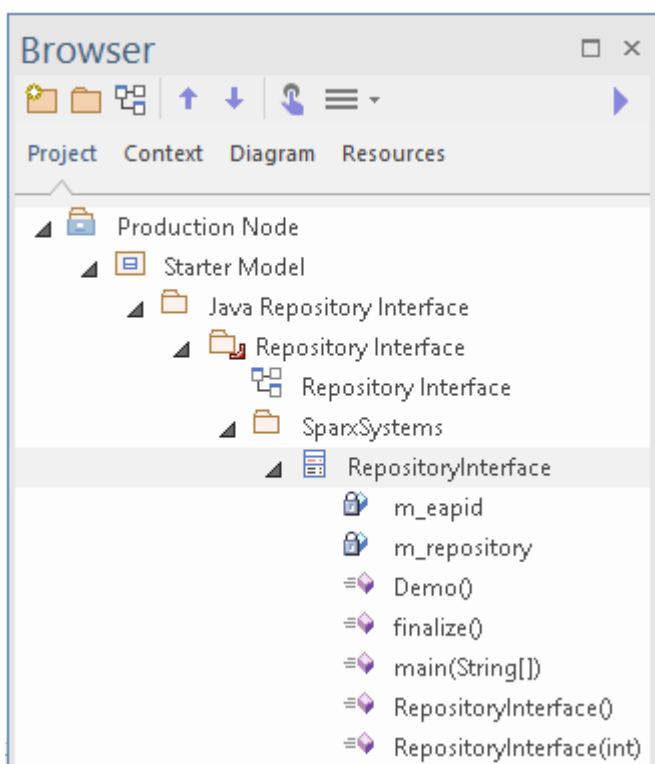 Browser
Project Context Diagram Resources
Production Node
Starter Model
Java Repository Interface
Repository Interface
Repository Interface
SparxSystems
RepositoryInterface
m_eapid
m_repository
Demo()
finalize()
main(String[])
RepositoryInterface()
RepositoryInterface(int)